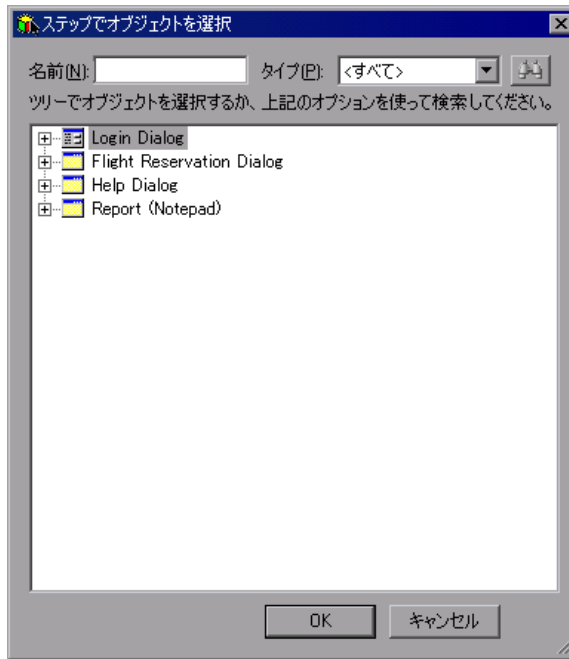 ステップでオブジェクトを選択
名前(N): タイプ(P): <すべて>
ツリーでオブジェクトを選択するか、上記のオプションを使って検索してください。
Login Dialog
Flight Reservation Dialog
Help Dialog
Report (Notepad)
OK キャンセル